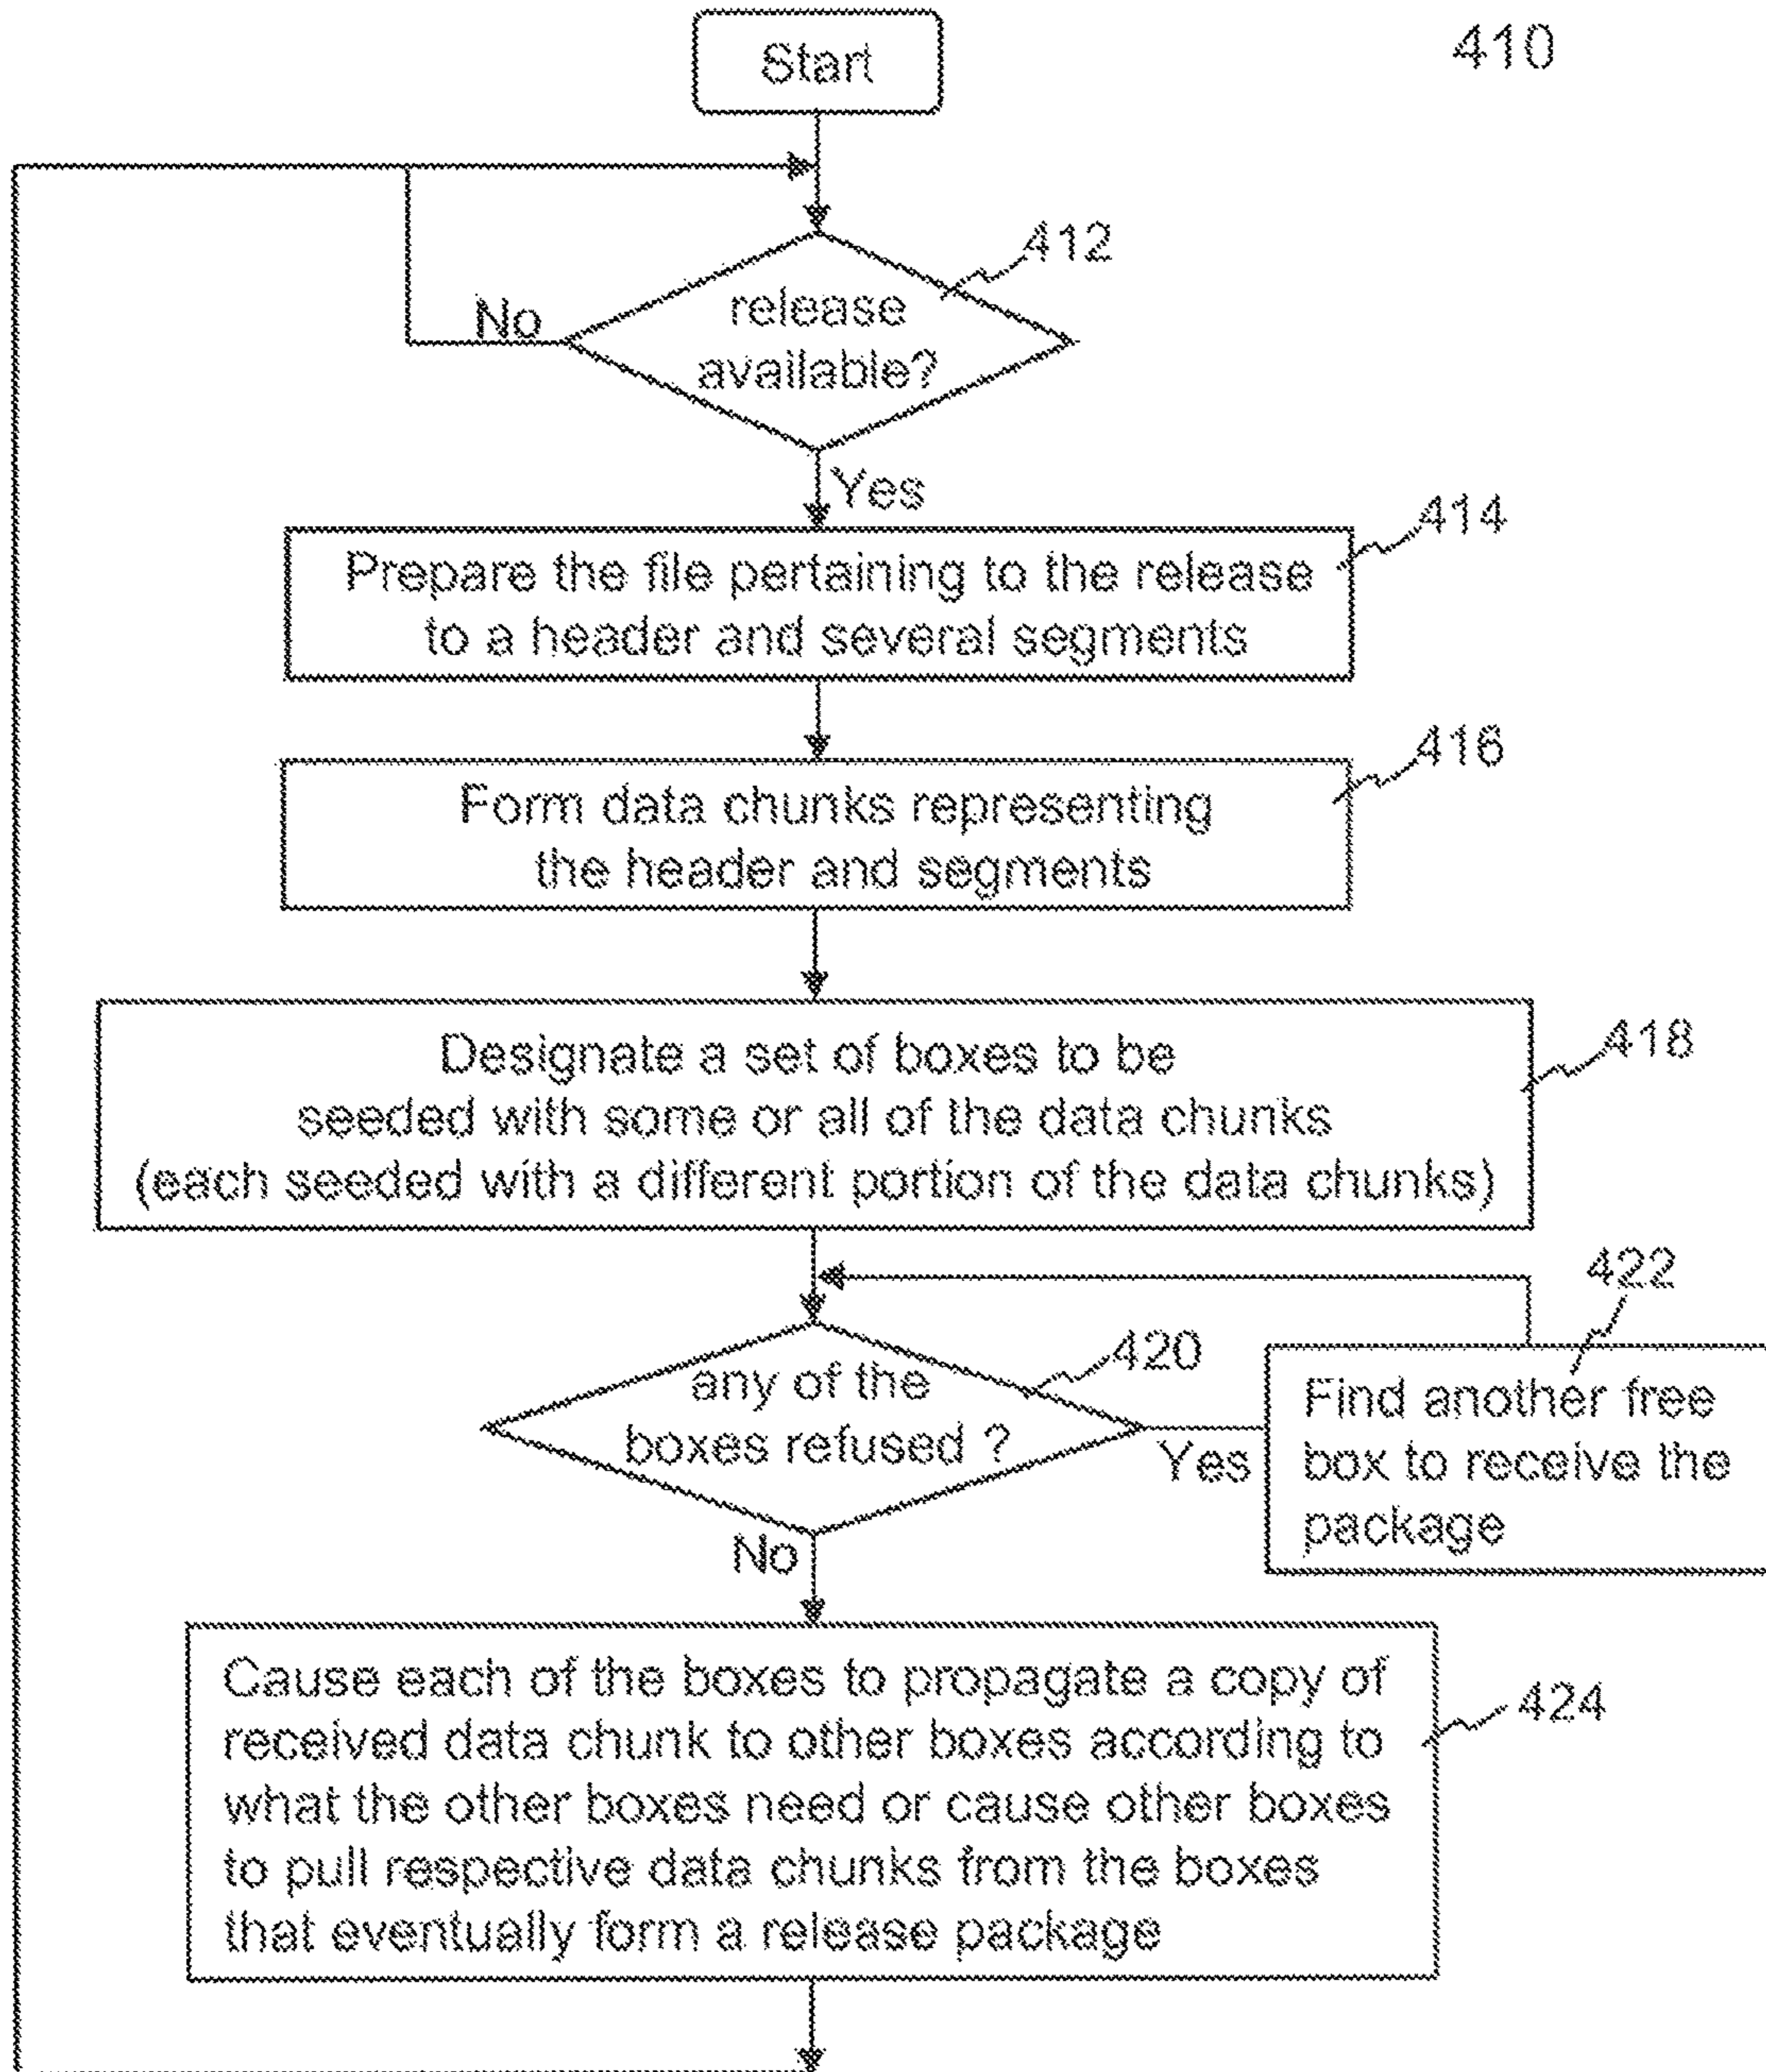 410
Start
412
release
available?
No
Yes
414
Prepare the file pertaining to the release
to a header and several segments
416
Form data chunks representing
the header and segments
418
Designate a set of boxes to be
seeded with some or all of the data chunks
(each seeded with a different portion of the data chunks)
422
420
any of the
boxes refused ?
Yes
Find another free
box to receive the
package
No
424
Cause each of the boxes to propagate a copy of
received data chunk to other boxes according to
what the other boxes need or cause other boxes
to pull respective data chunks from the boxes
that eventually form a release package